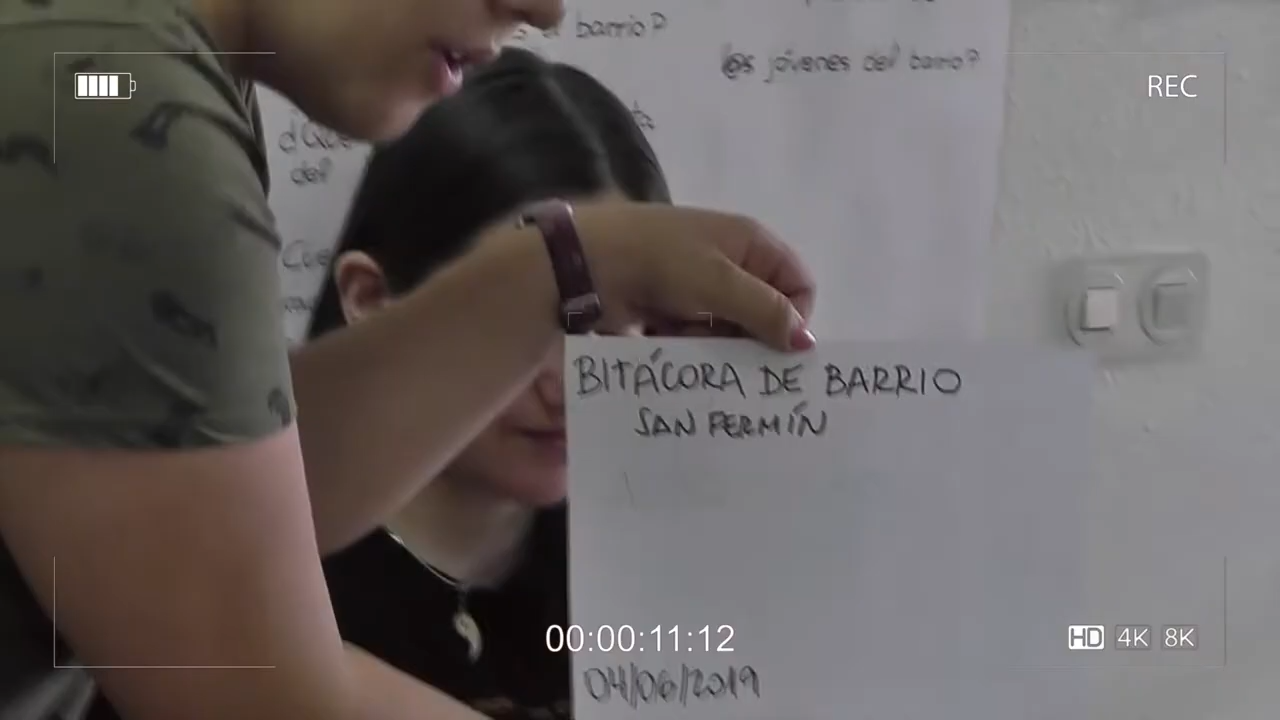 barrio?
l@s jóvenes del barrio?
REC
del
BITÁCORA DE BARRIO
SAN FERMÍN
00:00:11:12
HD 4K 8K
04/06/2019